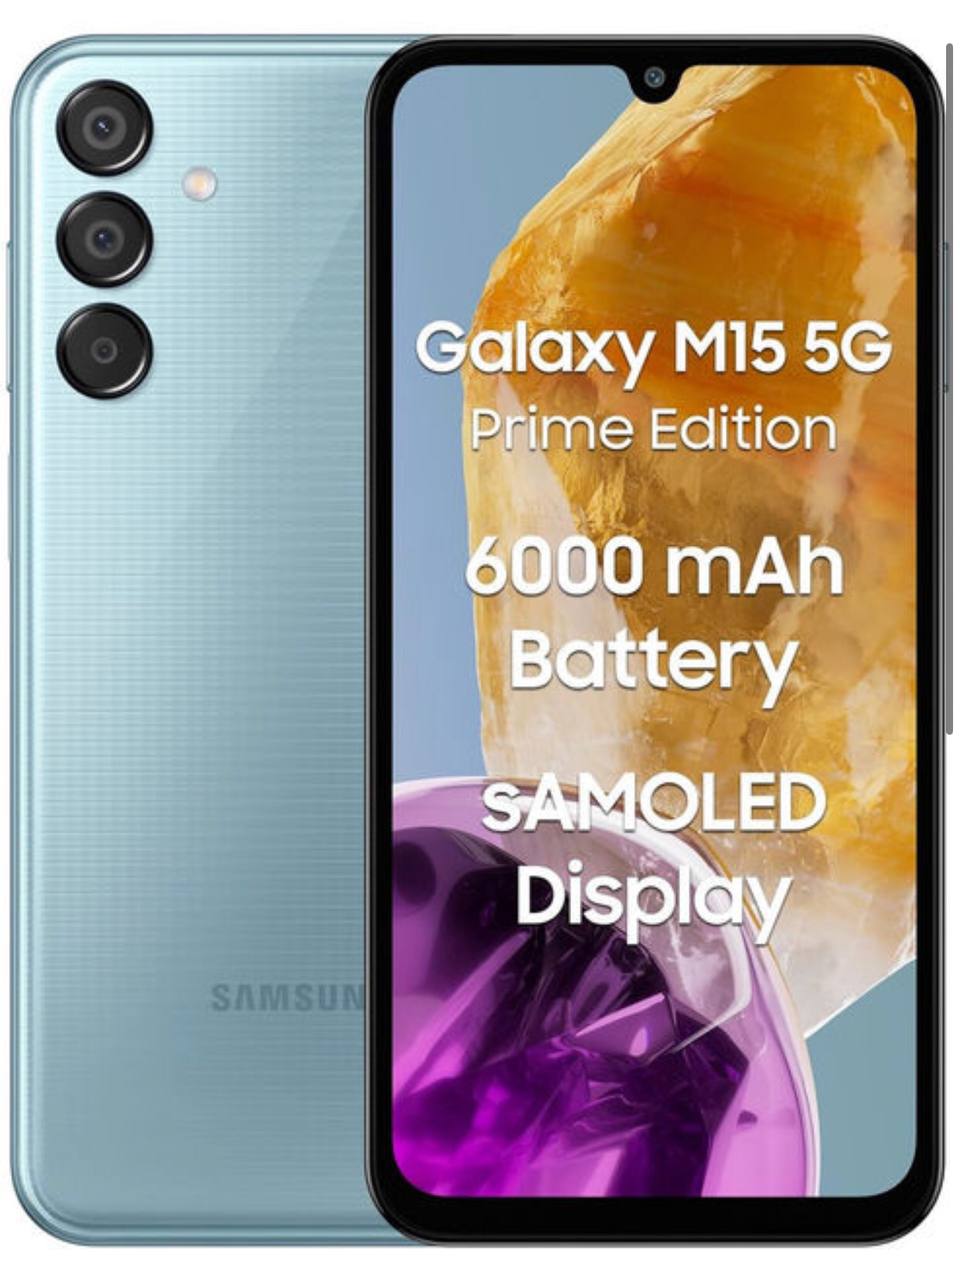 Galaxy M15 5G
Prime Edition
6000 mAh
Battery
sAMOLED
Display
SAMSUN